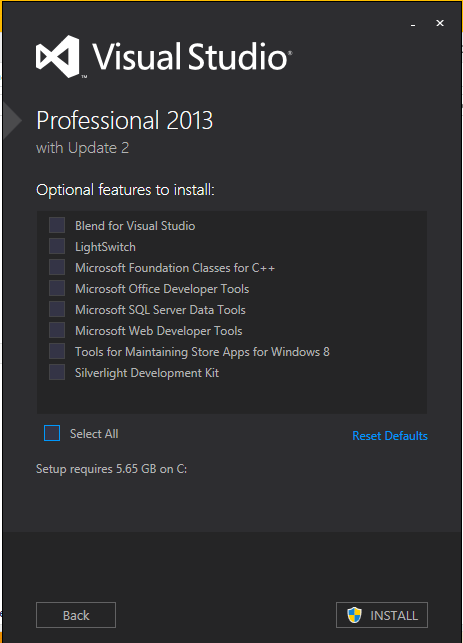 Visual Studio®
™
Professional 2013
with Update 2
Optional features to install:
Blend for Visual Studio
LightSwitch
Microsoft Foundation Classes for C++
Microsoft Office Developer Tools
Microsoft SQL Server Data Tools
Microsoft Web Developer Tools
Tools for Maintaining Store Apps for Windows 8
Silverlight Development Kit
Select All
Reset Defaults
Setup requires 5.65 GB on C:
Back
INSTALL